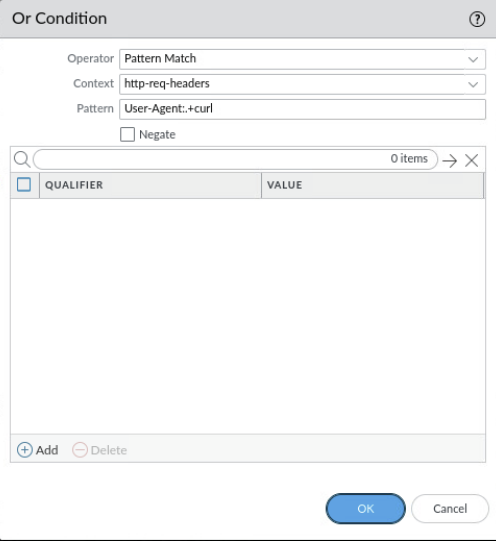 Or Condition
Operator Pattern Match
Context http-req-headers
Pattern User-Agent:.+curl
Negate
0 items
QUALIFIER VALUE
Add Delete
OK Cancel